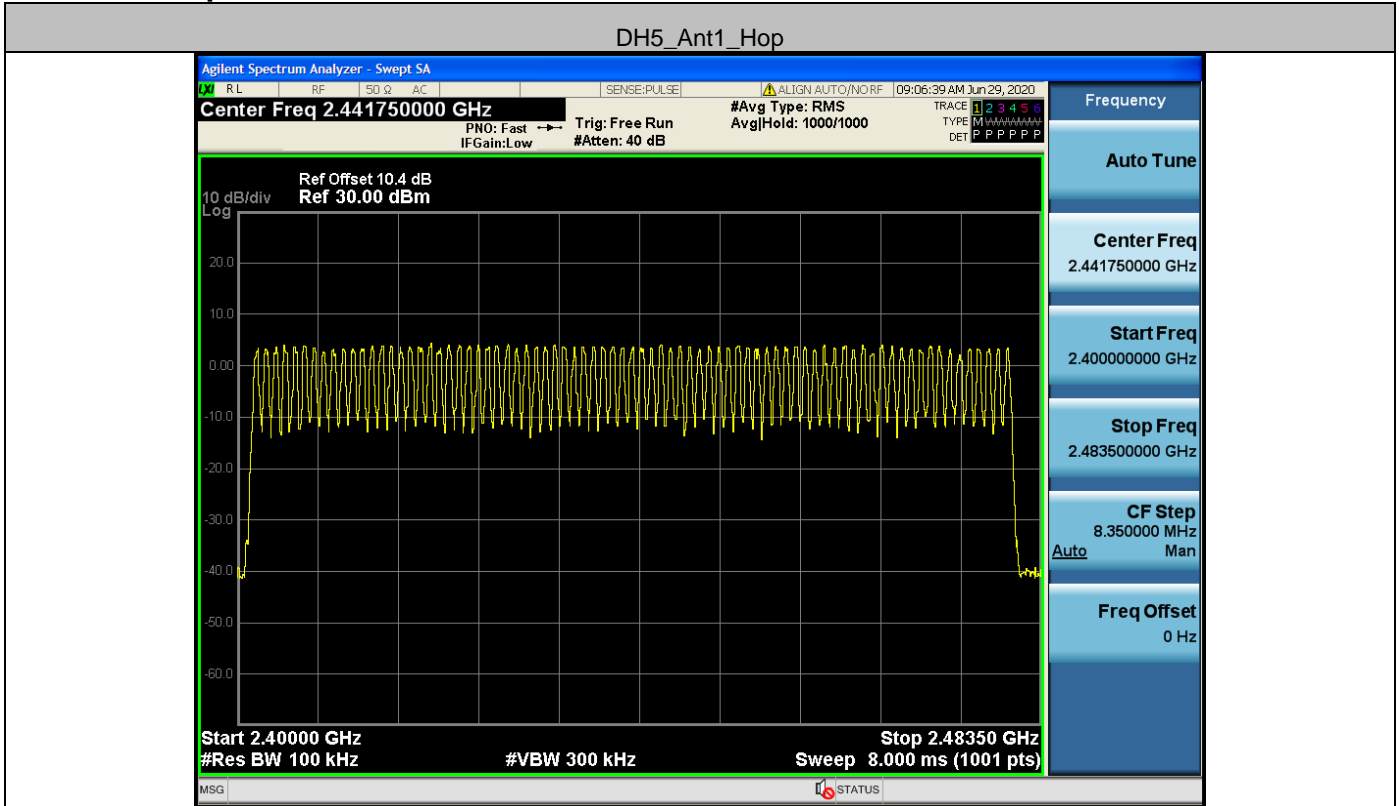 DH5_Ant1_Hop
Agilent Spectrum Analyzer - Swept SA
LXI RL RF 50 Ω AC SENSE:PULSE ALIGN AUTO/NO RF 09:06:39 AM Jun 29, 2020
Center Freq 2.441750000 GHz
#Avg Type: RMS
TRACE 1 2 3 4 5 6
PNO: Fast
Trig: Free Run
Avg|Hold: 1000/1000
TYPE M
IFGain:Low
#Atten: 40 dB
DET P P P P P P
Ref Offset 10.4 dB
10 dB/div Ref 30.00 dBm
Log
20.0
10.0
0.00
-10.0
-20.0
-30.0
-40.0
-50.0
-60.0
Start 2.40000 GHz
Stop 2.48350 GHz
#Res BW 100 kHz
#VBW 300 kHz
Sweep 8.000 ms (1001 pts)
MSG
STATUS
Frequency
Auto Tune
Center Freq
2.441750000 GHz
Start Freq
2.400000000 GHz
Stop Freq
2.483500000 GHz
CF Step
8.350000 MHz
Auto Man
Freq Offset
0 Hz